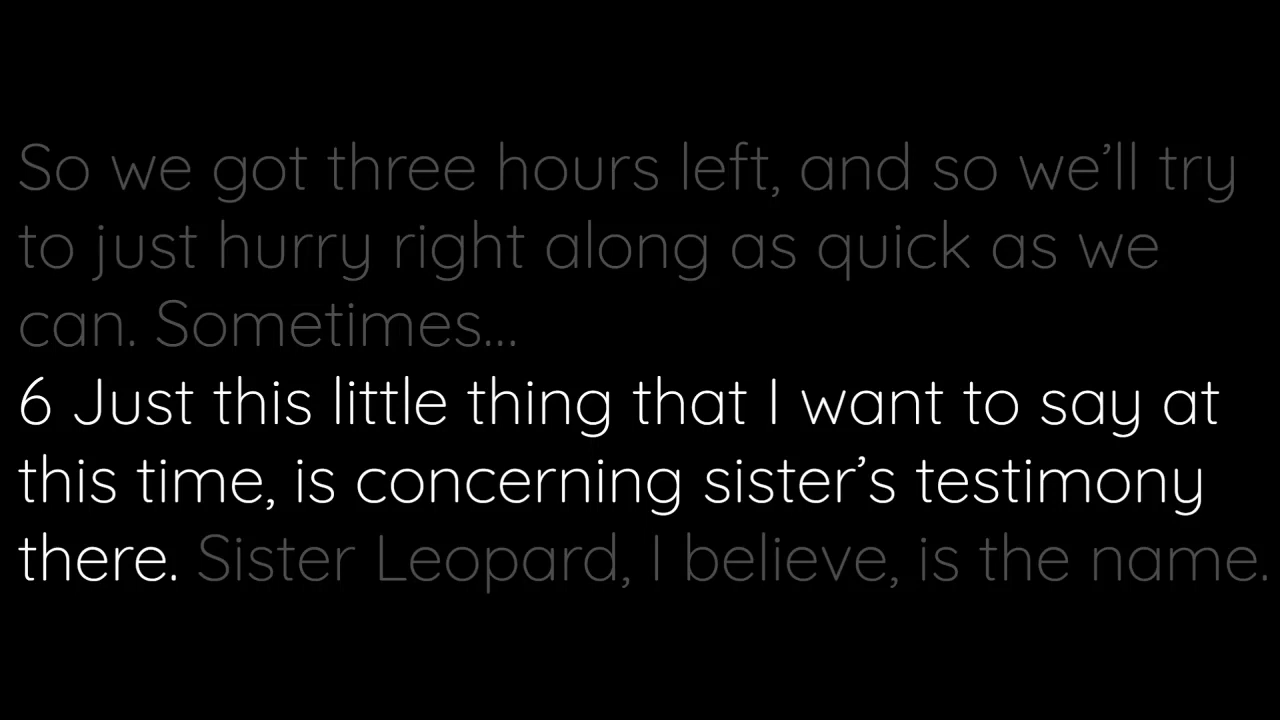 So we got three hours left, and so we’ll try
to just hurry right along as quick as we
can. Sometimes...
6 Just this little thing that I want to say at
this time, is concerning sister’s testimony
there. Sister Leopard, I believe, is the name.